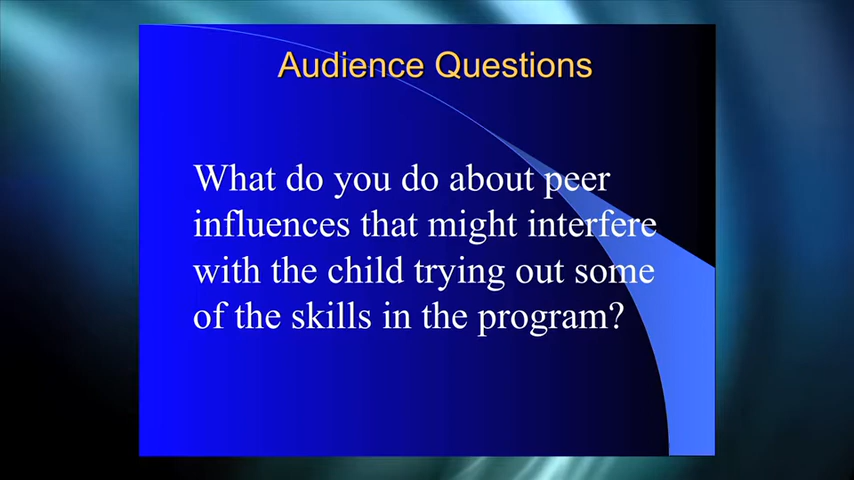 Audience Questions
What do you do about peer
influences that might interfere
with the child trying out some
of the skills in the program?